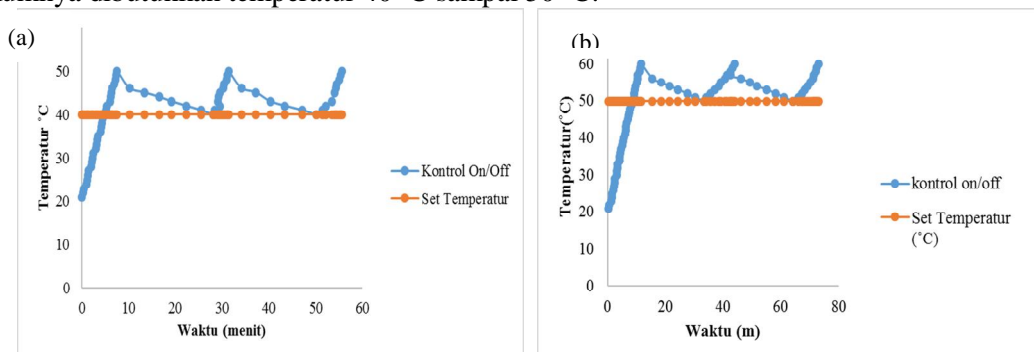 dibutuhkan temperatur
(a)
50
40
30
20
10
0
Temperatur °C
0 10 20 30 40 50 60
Waktu (menit)
Kontrol On/Off
Set Temperatur
(b)
60
50
40
30
20
10
0
Temperatur(°C)
0 20 40 60 80
Waktu (m)
kontrol on/off
Set Temperatur
(°C)